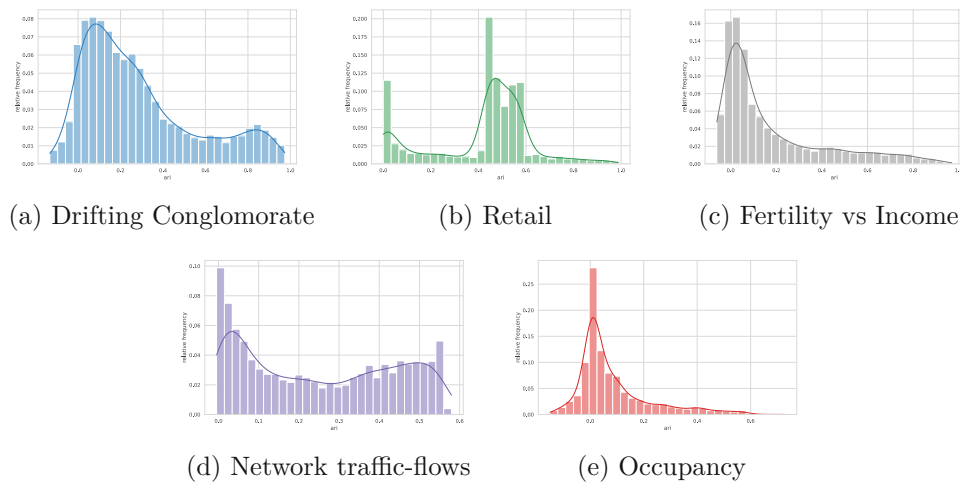 0.08
0.07
0.06
0.05
0.04
0.03
0.02
0.01
0.00
relative frequency
0.0 0.2 0.4 0.6 0.8 1.0
ari
(a) Drifting Conglomorate
0.200
0.175
0.150
0.125
0.100
0.075
0.050
0.025
0.000
relative frequency
0.0 0.2 0.4 0.6 0.8 1.0
ari
(b) Retail
0.16
0.14
0.12
0.10
0.08
0.06
0.04
0.02
0.00
relative frequency
0.0 0.2 0.4 0.6 0.8 1.0
ari
(c) Fertility vs Income
0.10
0.08
0.06
0.04
0.02
0.00
relative frequency
0.0 0.1 0.2 0.3 0.4 0.5 0.6
ari
(d) Network traffic-flows
0.25
0.20
0.15
0.10
0.05
0.00
relative frequency
0.0 0.2 0.4 0.6
ari
(e) Occupancy